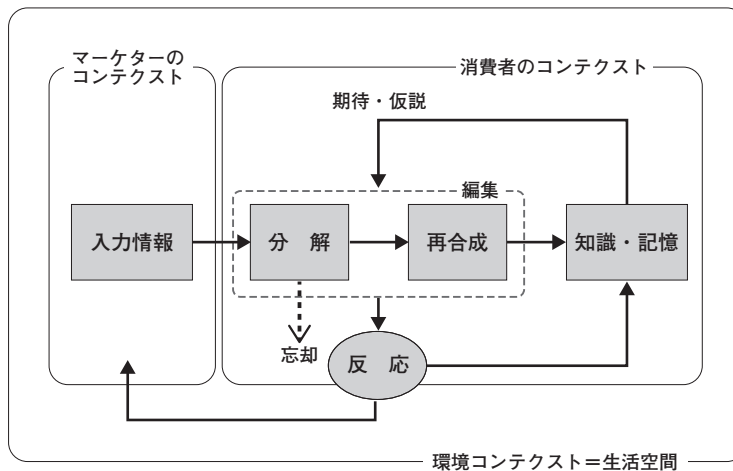 マーケターの
コンテクスト
消費者のコンテクスト
期待・仮説
編集
入力情報
分　解
再合成
知識・記憶
忘却
反　応
環境コンテクスト＝生活空間